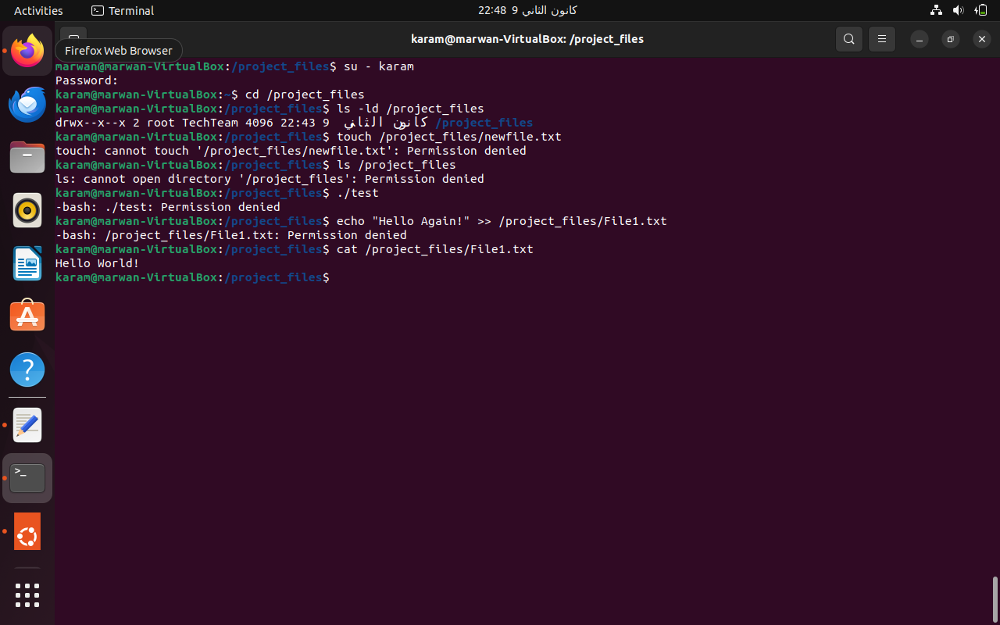 Activities
Terminal
22:48 9 كانون الثاني
karam@marwan-VirtualBox: /project_files
Firefox Web Browser
marwan@marwan-VirtualBox:/project_files$ su - karam
Password:
karam@marwan-VirtualBox:~$ cd /project_files
karam@marwan-VirtualBox:/project_files$ ls -ld /project_files
drwx--x--x 2 root TechTeam 4096 22:43 9  كانون الثاني /project_files
karam@marwan-VirtualBox:/project_files$ touch /project_files/newfile.txt
touch: cannot touch '/project_files/newfile.txt': Permission denied
karam@marwan-VirtualBox:/project_files$ ls /project_files
ls: cannot open directory '/project_files': Permission denied
karam@marwan-VirtualBox:/project_files$ ./test
-bash: ./test: Permission denied
karam@marwan-VirtualBox:/project_files$ echo "Hello Again!" >> /project_files/File1.txt
-bash: /project_files/File1.txt: Permission denied
karam@marwan-VirtualBox:/project_files$ cat /project_files/File1.txt
Hello World!
karam@marwan-VirtualBox:/project_files$